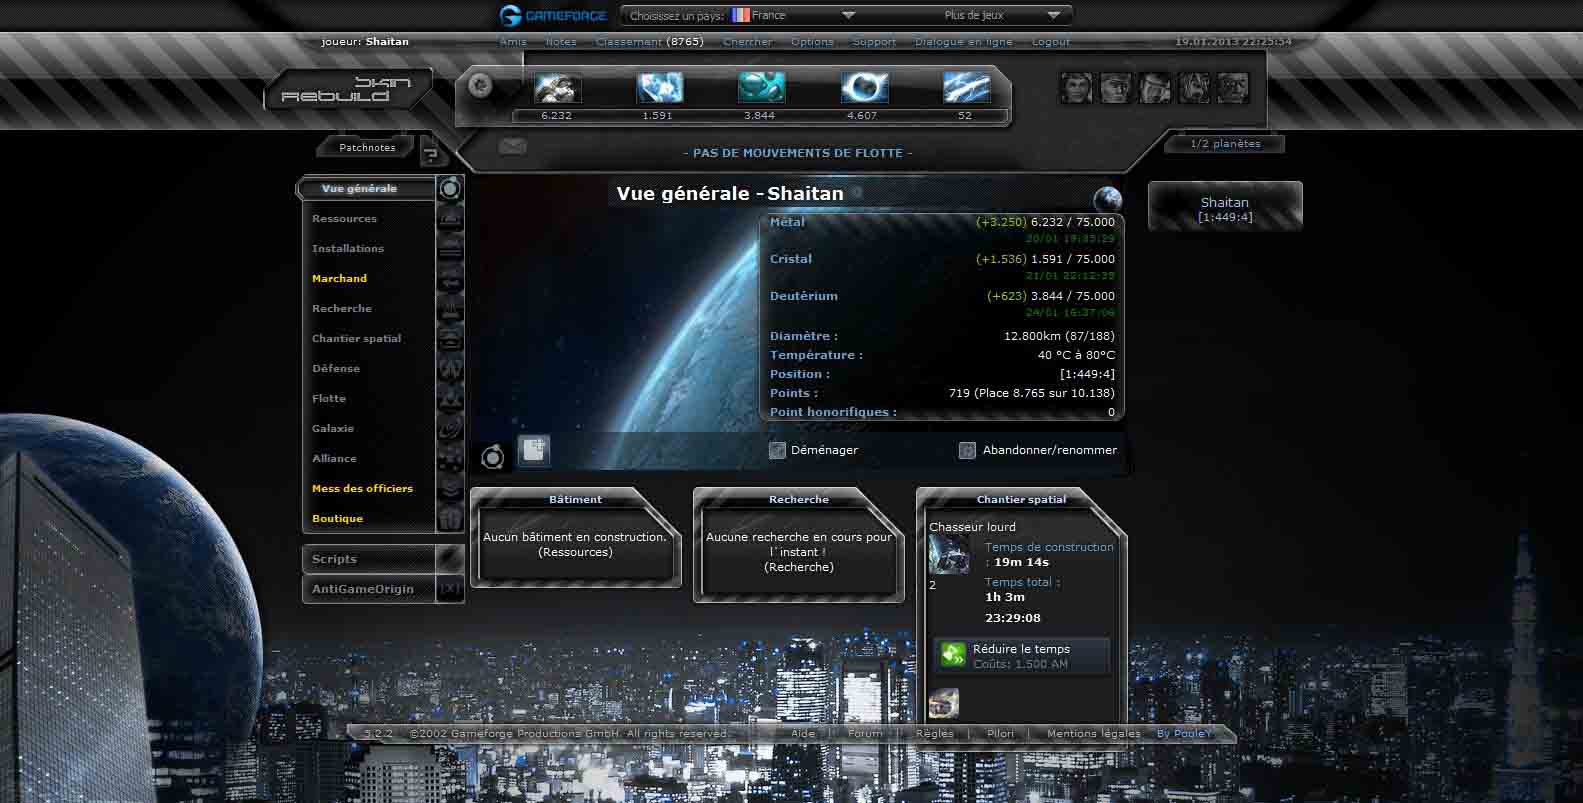 GAMEFORGE
Choisissez un pays: France
Plus de jeux
joueur: Shaitan
Amis Notes Classement (8765) Chercher Options Support Dialogue en ligne Logout
19.01.2013 22:25:54
Skin
Rebuild
6.232 1.591 3.844 4.607 52
Patchnotes
?
- PAS DE MOUVEMENTS DE FLOTTE -
1/2 planètes
Shaitan
[1:449:4]
Vue générale
Ressources
Installations
Marchand
Recherche
Chantier spatial
Défense
Flotte
Galaxie
Alliance
Mess des officiers
Boutique
Scripts
AntiGameOrigin [X]
Vue générale - Shaitan
Métal (+3.250) 6.232 / 75.000
Cristal (+1.536) 1.591 / 75.000
21/01 22:12:35
Deutérium (+623) 3.844 / 75.000
24/01 16:37:06
Diamètre : 12.800km (87/188)
Température : 40 °C à 80°C
Position : [1:449:4]
Points : 719 (Place 8.765 sur 10.138)
Point honorifiques : 0
Déménager
Abandonner/renommer
Bâtiment
Aucun bâtiment en construction.
(Ressources)
Recherche
Aucune recherche en cours pour
l`instant !
(Recherche)
Chantier spatial
Chasseur lourd
Temps de construction
: 19m 14s
2
Temps total :
1h 3m
23:29:08
Réduire le temps
Coûts: 1.500 AM
5.2.2 ©2002 Gameforge Productions GmbH. All rights reserved.
Aide | Forum | Règles | Pilori | Mentions légales By PooleY